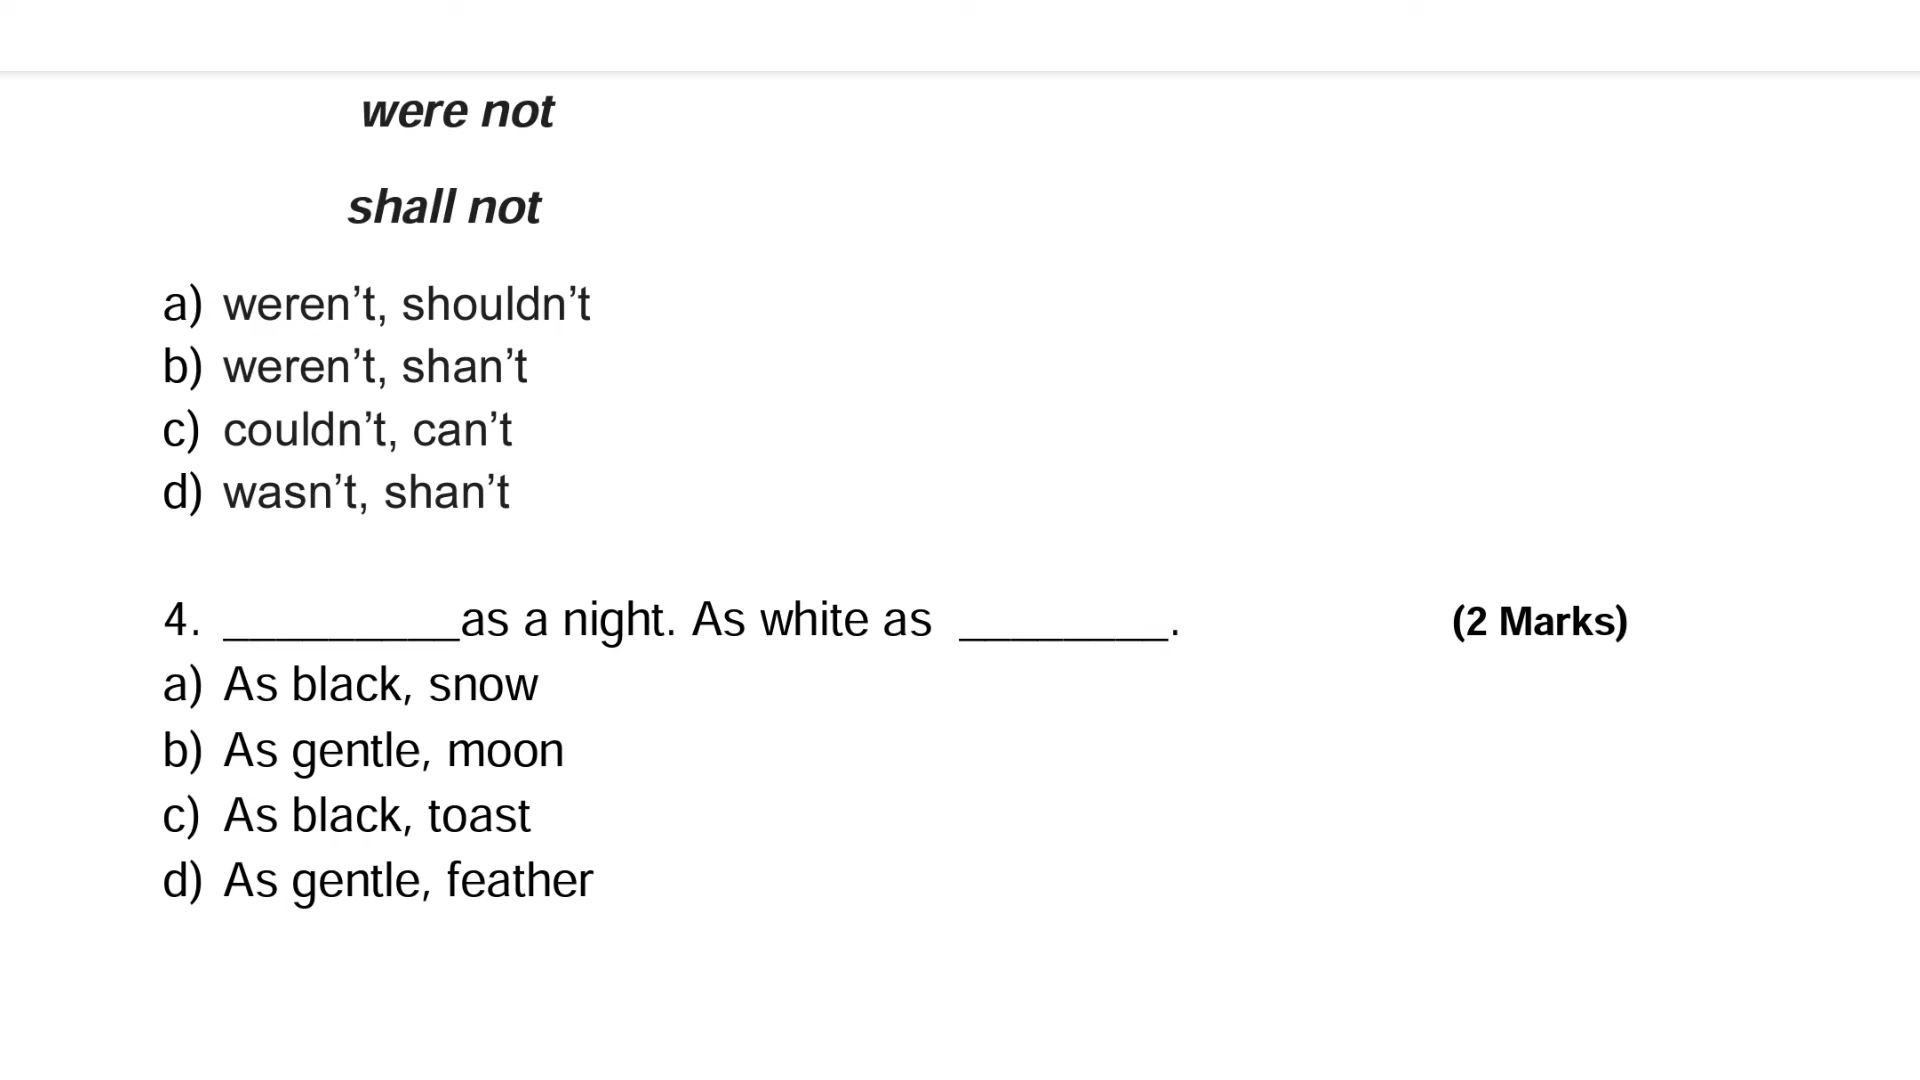 were not
shall not
a) weren’t, shouldn’t
b) weren’t, shan’t
c) couldn’t, can’t
d) wasn’t, shan’t
4. _________as a night. As white as ________. (2 Marks)
a) As black, snow
b) As gentle, moon
c) As black, toast
d) As gentle, feather